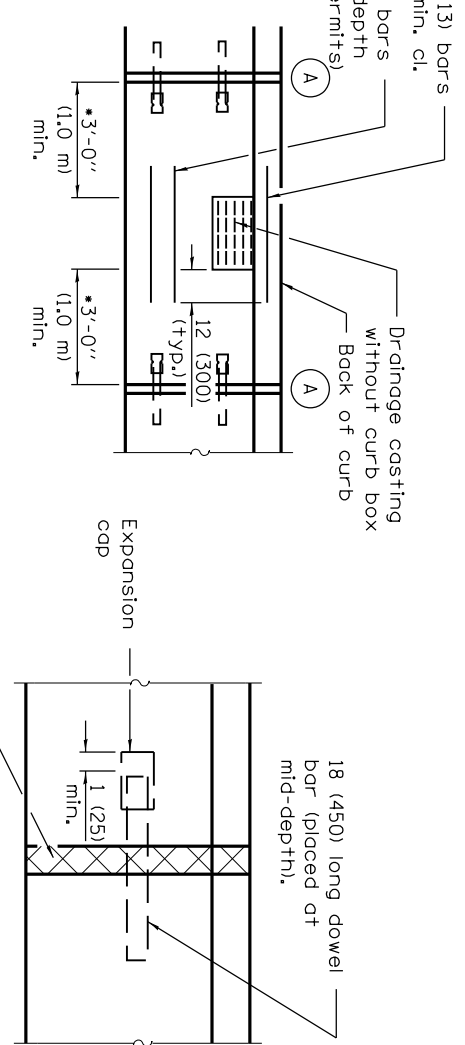 13) bars
min. cl.
bars
depth
ermits)
A
A
Drainage casting
without curb box
Back of curb
12 (300)
(typ.)
*3'-0''
(1.0 m)
min.
*3'-0''
(1.0 m)
min.
18 (450) long dowel
bar (placed at
mid-depth).
Expansion
cap
1 (25)
min.